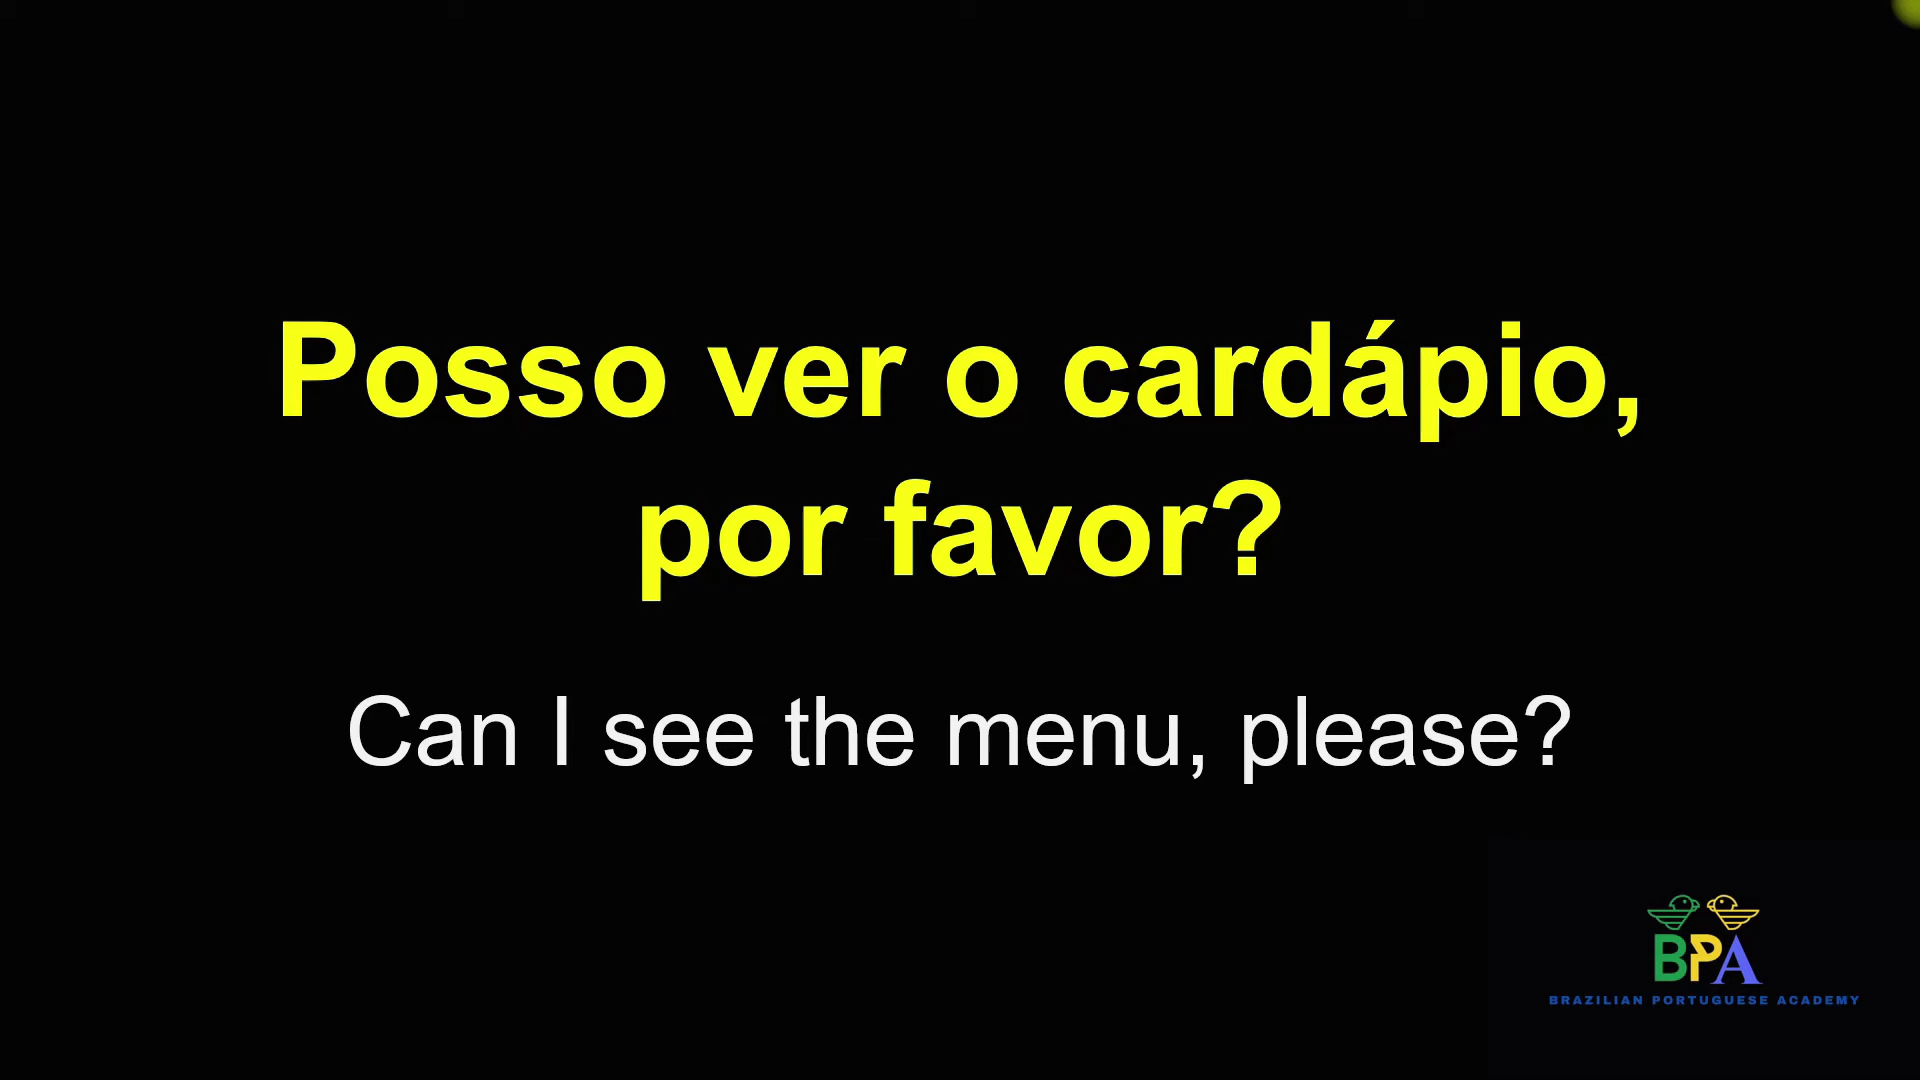 Posso ver o cardápio,
por favor?
Can I see the menu, please?
BPA
BRAZILIAN PORTUGUESE ACADEMY